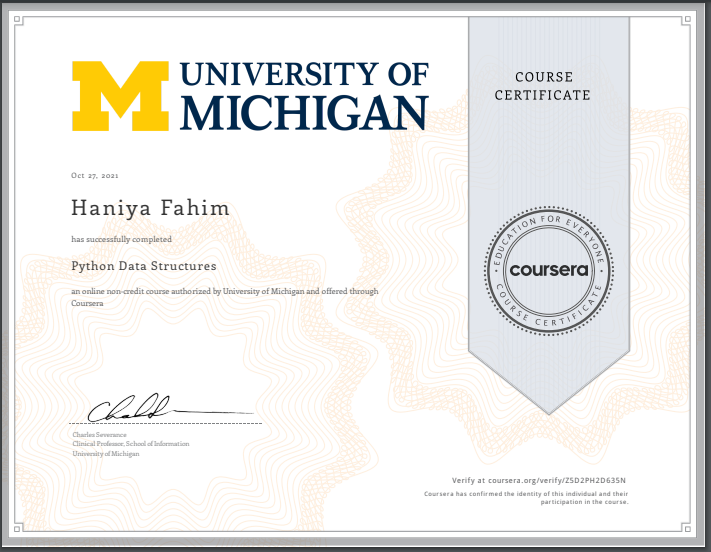 M UNIVERSITY OF
MICHIGAN
COURSE
CERTIFICATE
Oct 27, 2021
Haniya Fahim
has successfully completed
Python Data Structures
an online non-credit course authorized by University of Michigan and offered through
Coursera
EDUCATION FOR EVERYONE
coursera
COURSE CERTIFICATE
Charles Severance
Clinical Professor, School of Information
University of Michigan
Verify at coursera.org/verify/Z5D2PH2D635N
Coursera has confirmed the identity of this individual and their
participation in the course.